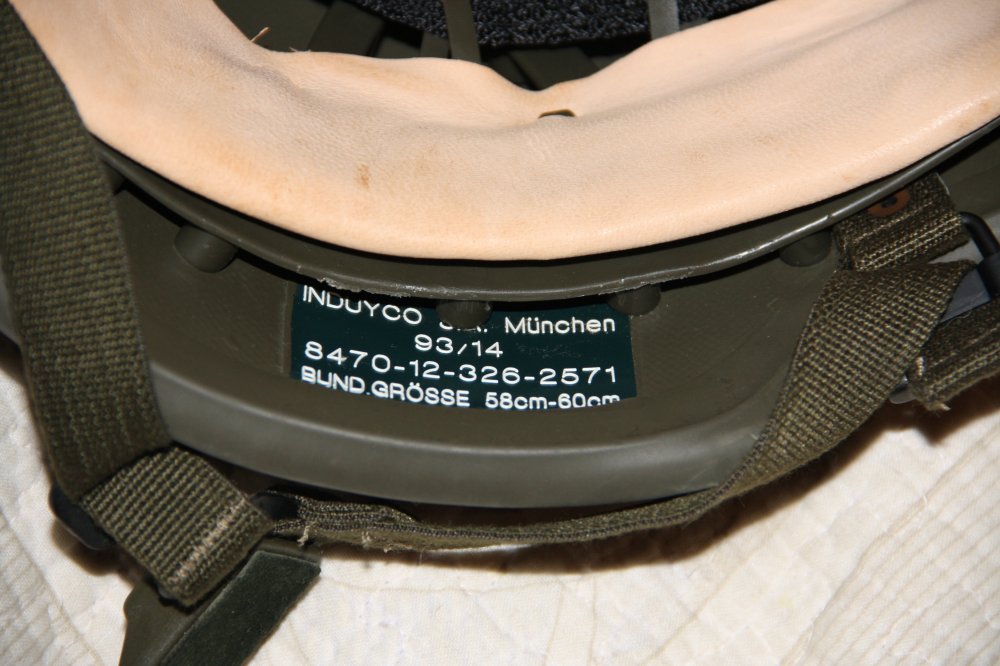 INDUYCO München
93/14
8470-12-326-2571
BUND.GRÖSSE 58cm-60cm